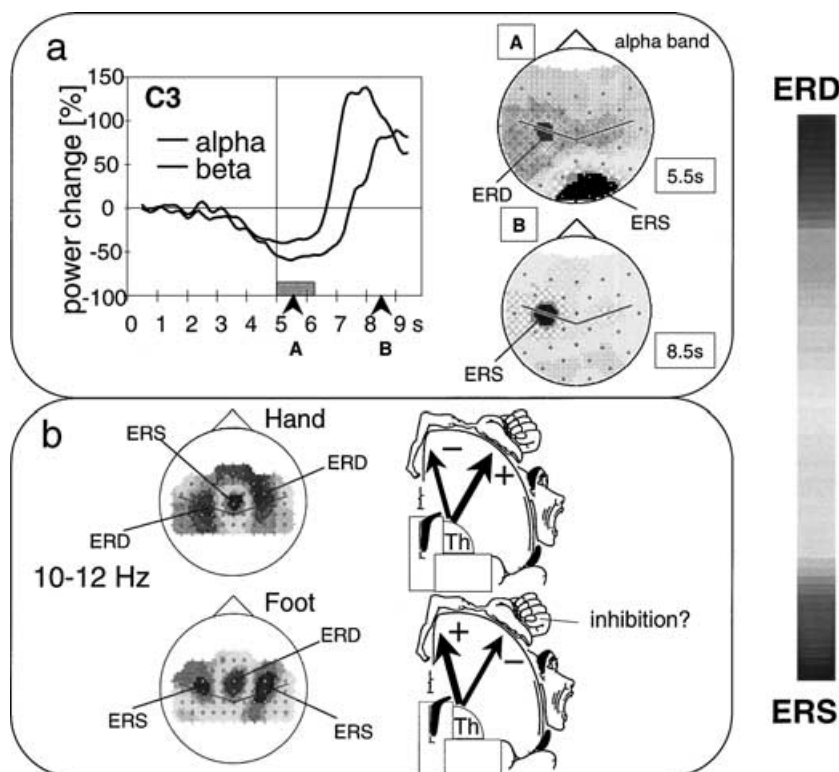 a
power change [%]
150
100
50
0
-50
-100
C3
alpha
beta
0 1 2 3 4 5 6 7 8 9 s
A B
A
alpha band
ERD
ERS
5.5s
B
ERS
8.5s
ERD
ERS
b
Hand
ERS
ERD
ERD
10-12 Hz
Foot
ERD
ERS
ERS
− +
Th
+ −
inhibition?
Th